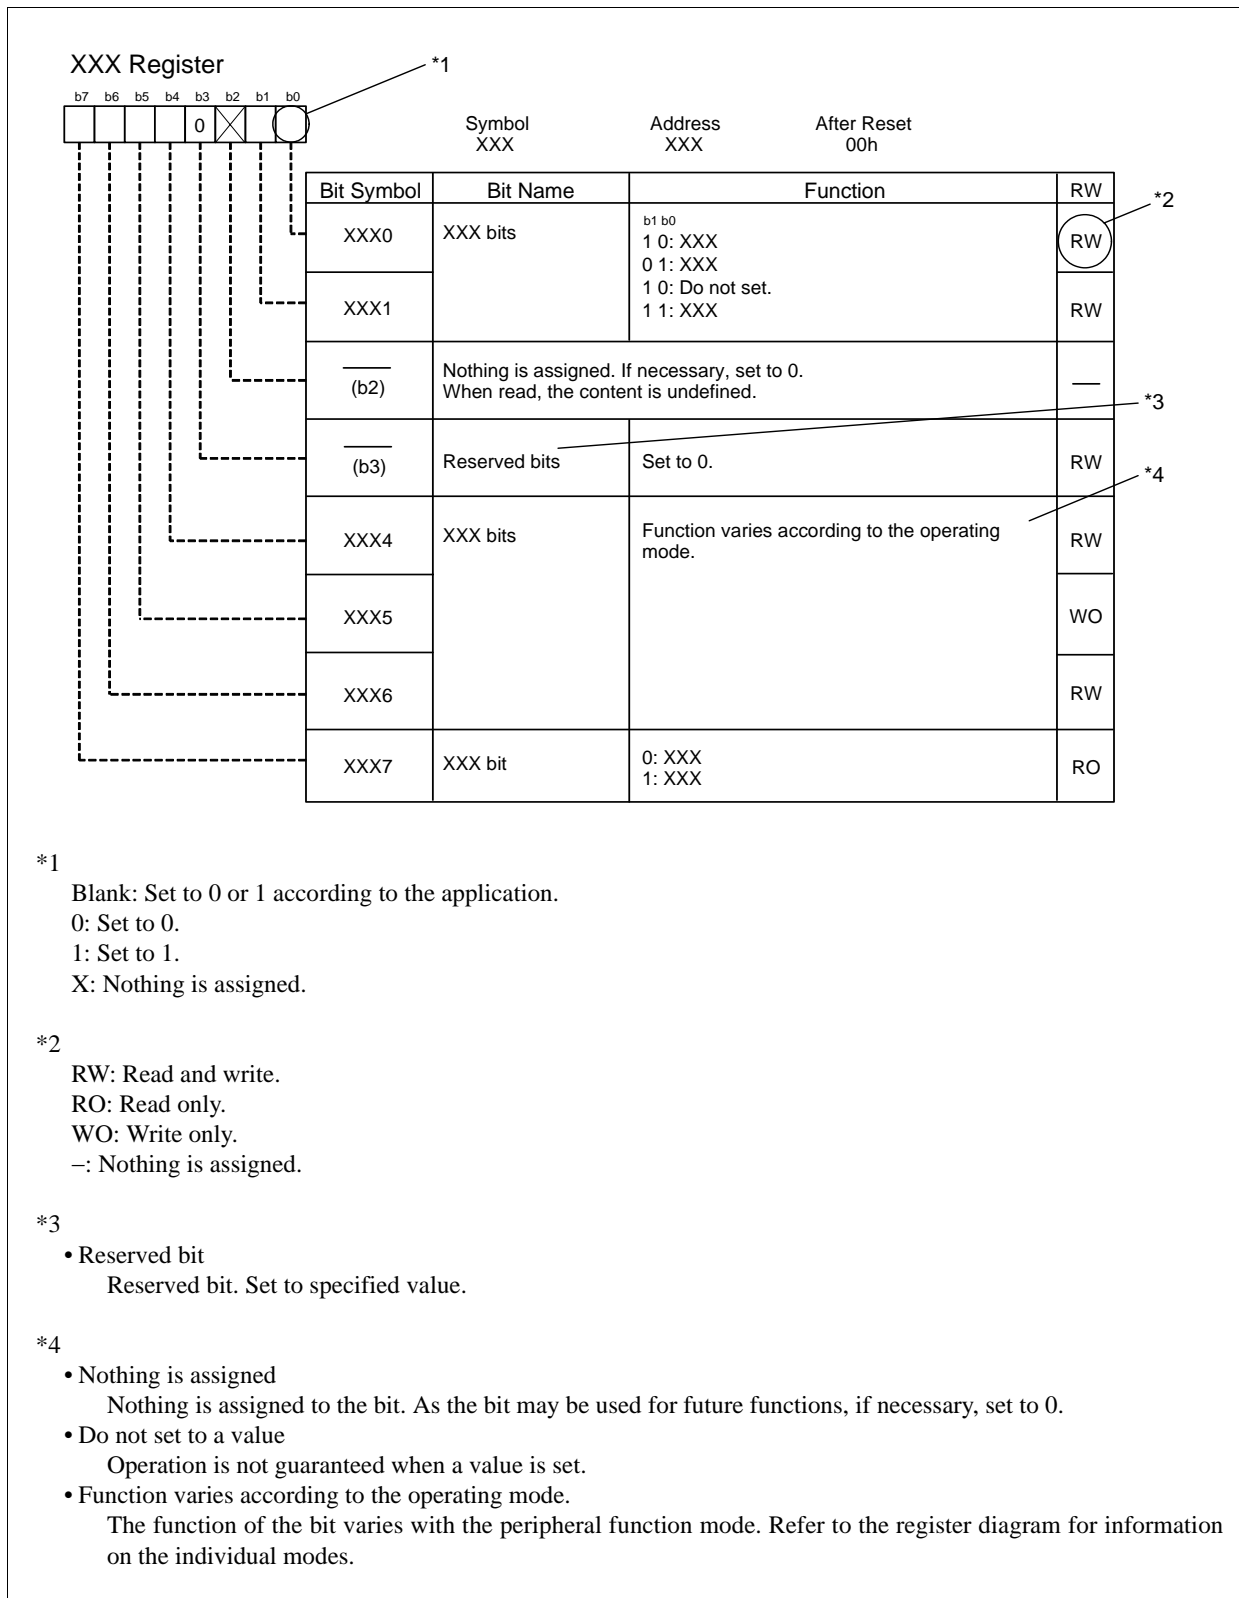 XXX Register
*1
b7 b6 b5 b4 b3 b2 b1 b0
0
Symbol Address After Reset
XXX XXX 00h
Bit Symbol Bit Name Function RW
*2
XXX0 XXX bits
b1 b0
1 0: XXX
0 1: XXX
1 0: Do not set.
1 1: XXX
RW
XXX1 RW
(b2)
Nothing is assigned. If necessary, set to 0.
When read, the content is undefined.
—
*3
(b3) Reserved bits Set to 0. RW
*4
XXX4 XXX bits
Function varies according to the operating
mode.
RW
XXX5 WO
XXX6 RW
XXX7 XXX bit
0: XXX
1: XXX
RO
*1
Blank: Set to 0 or 1 according to the application.
0: Set to 0.
1: Set to 1.
X: Nothing is assigned.
*2
RW: Read and write.
RO: Read only.
WO: Write only.
–: Nothing is assigned.
*3
• Reserved bit
Reserved bit. Set to specified value.
*4
• Nothing is assigned
Nothing is assigned to the bit. As the bit may be used for future functions, if necessary, set to 0.
• Do not set to a value
Operation is not guaranteed when a value is set.
• Function varies according to the operating mode.
The function of the bit varies with the peripheral function mode. Refer to the register diagram for information
on the individual modes.